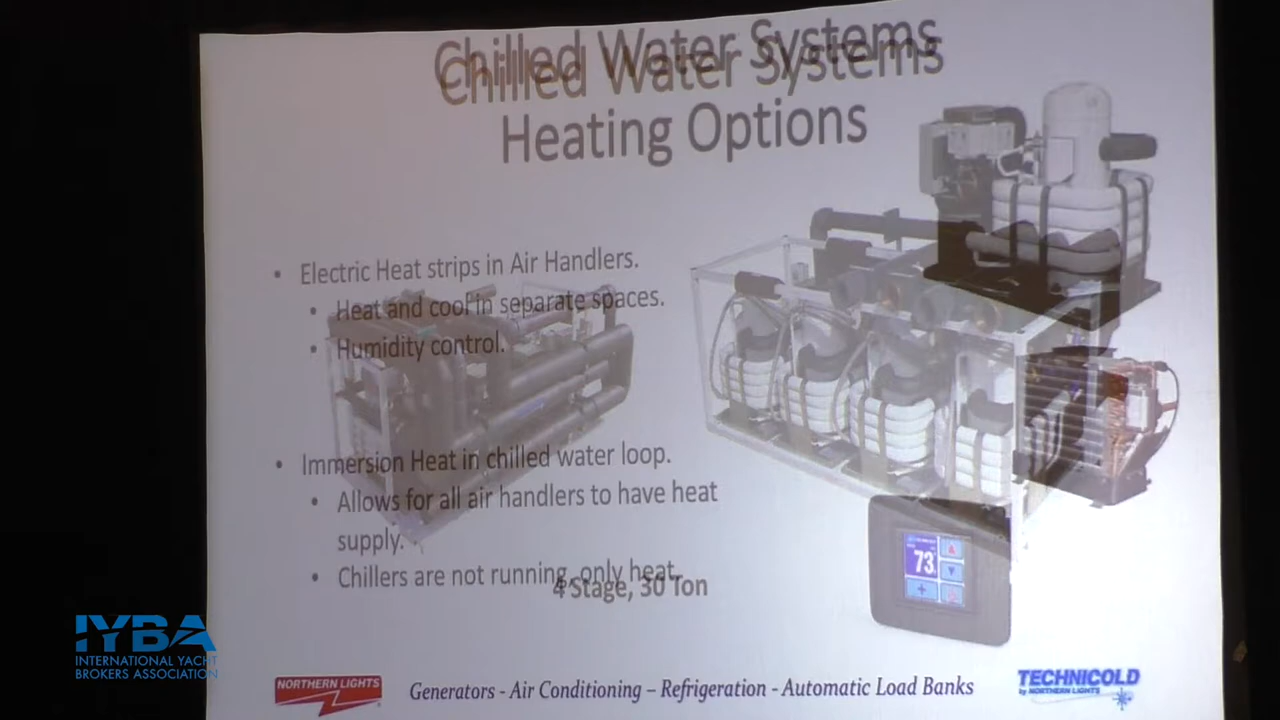 Chilled Water Systems
Chilled Water Systems
Heating Options
• Electric Heat strips in Air Handlers.
• Heat and cool in separate spaces.
• Humidity control.
• Immersion Heat in chilled water loop.
• Allows for all air handlers to have heat
supply.
• Chillers are not running, only heat.
4 Stage, 30 Ton
73
IYBA
INTERNATIONAL YACHT
BROKERS ASSOCIATION
NORTHERN LIGHTS
Generators - Air Conditioning – Refrigeration - Automatic Load Banks
TECHNICOLD
by NORTHERN LIGHTS